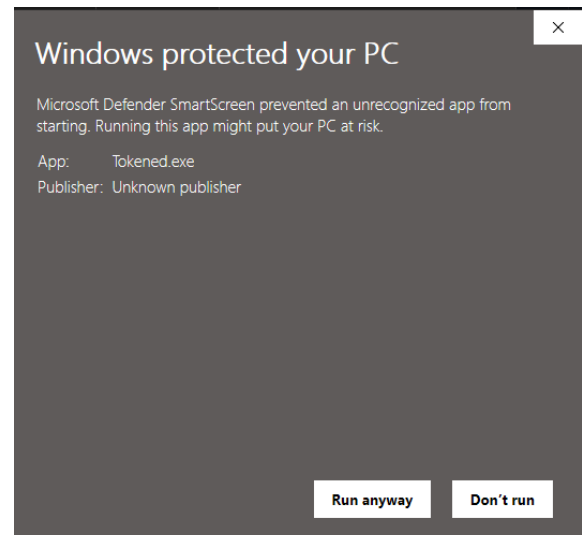 Windows protected your PC
Microsoft Defender SmartScreen prevented an unrecognized app from
starting. Running this app might put your PC at risk.
App: Tokened.exe
Publisher: Unknown publisher
Run anyway Don't run